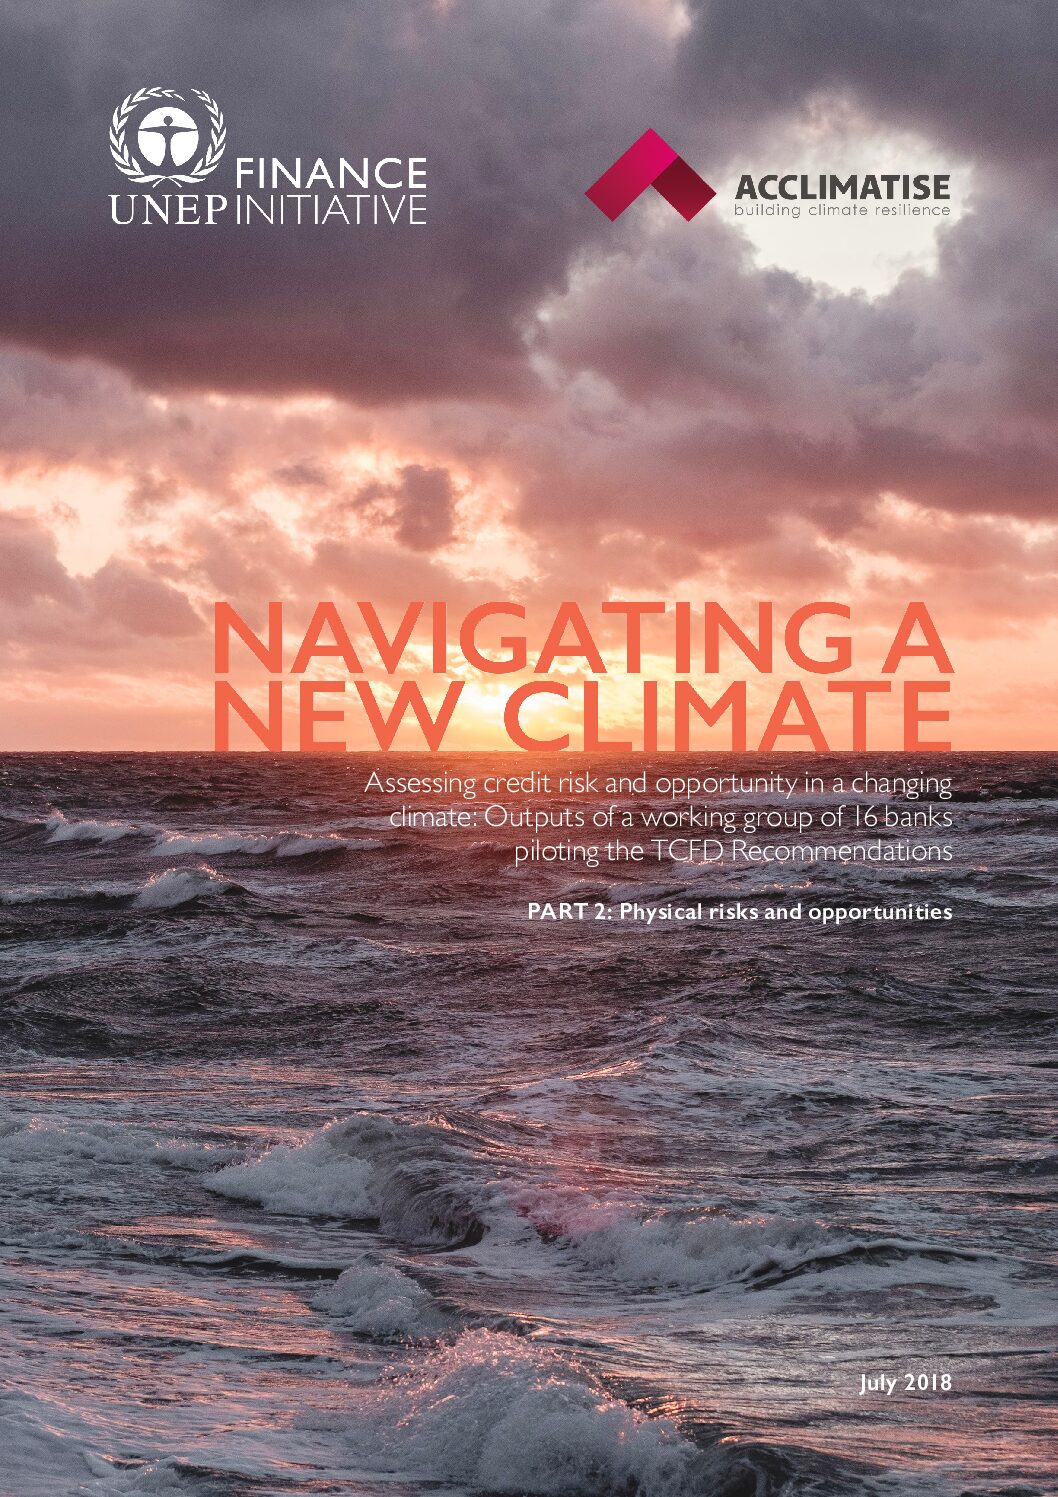 FINANCE
UNEP INITIATIVE
ACCLIMATISE
building climate resilience
NAVIGATING A
NEW CLIMATE
Assessing credit risk and opportunity in a changing
climate: Outputs of a working group of 16 banks
piloting the TCFD Recommendations
PART 2: Physical risks and opportunities
July 2018